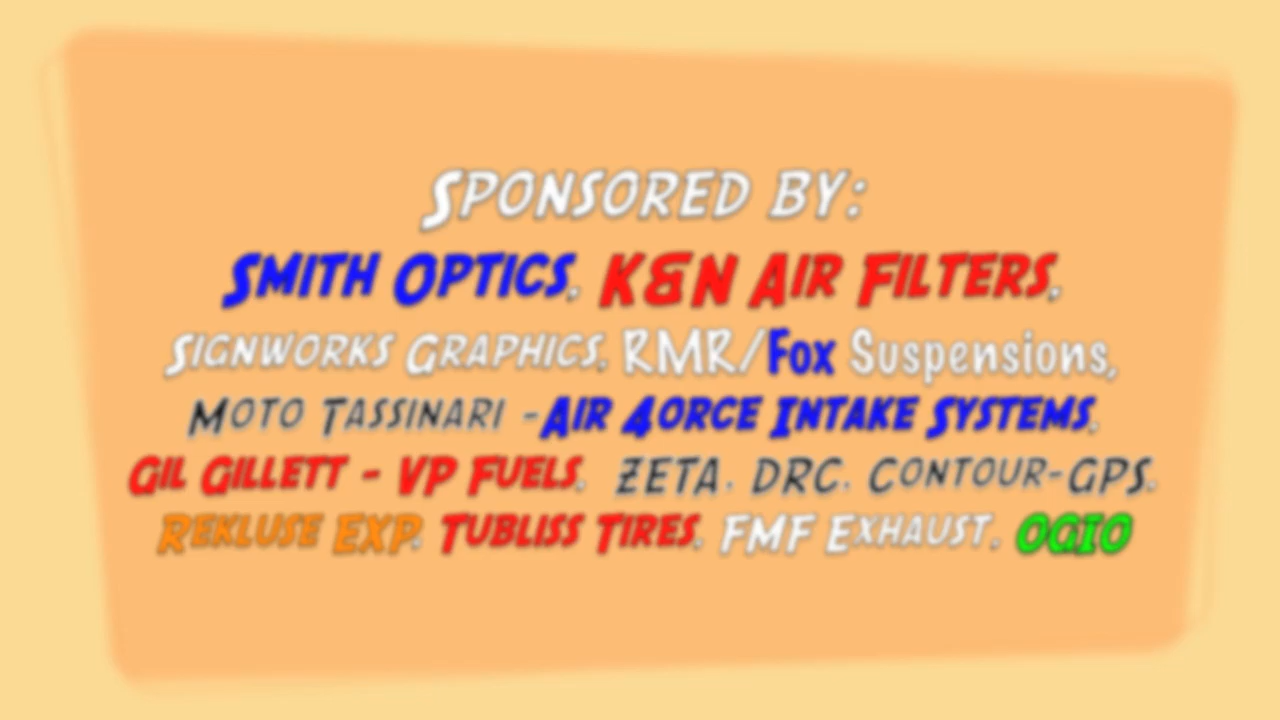 Sponsored by:
Smith Optics, K&N Air Filters,
Signworks Graphics, RMR/Fox Suspensions,
Moto Tassinari -Air 4orce Intake Systems,
Gil Gillett - VP Fuels, ZETA, DRC, Contour-GPS,
Rekluse EXP, Tubliss Tires, FMF Exhaust, OGIO